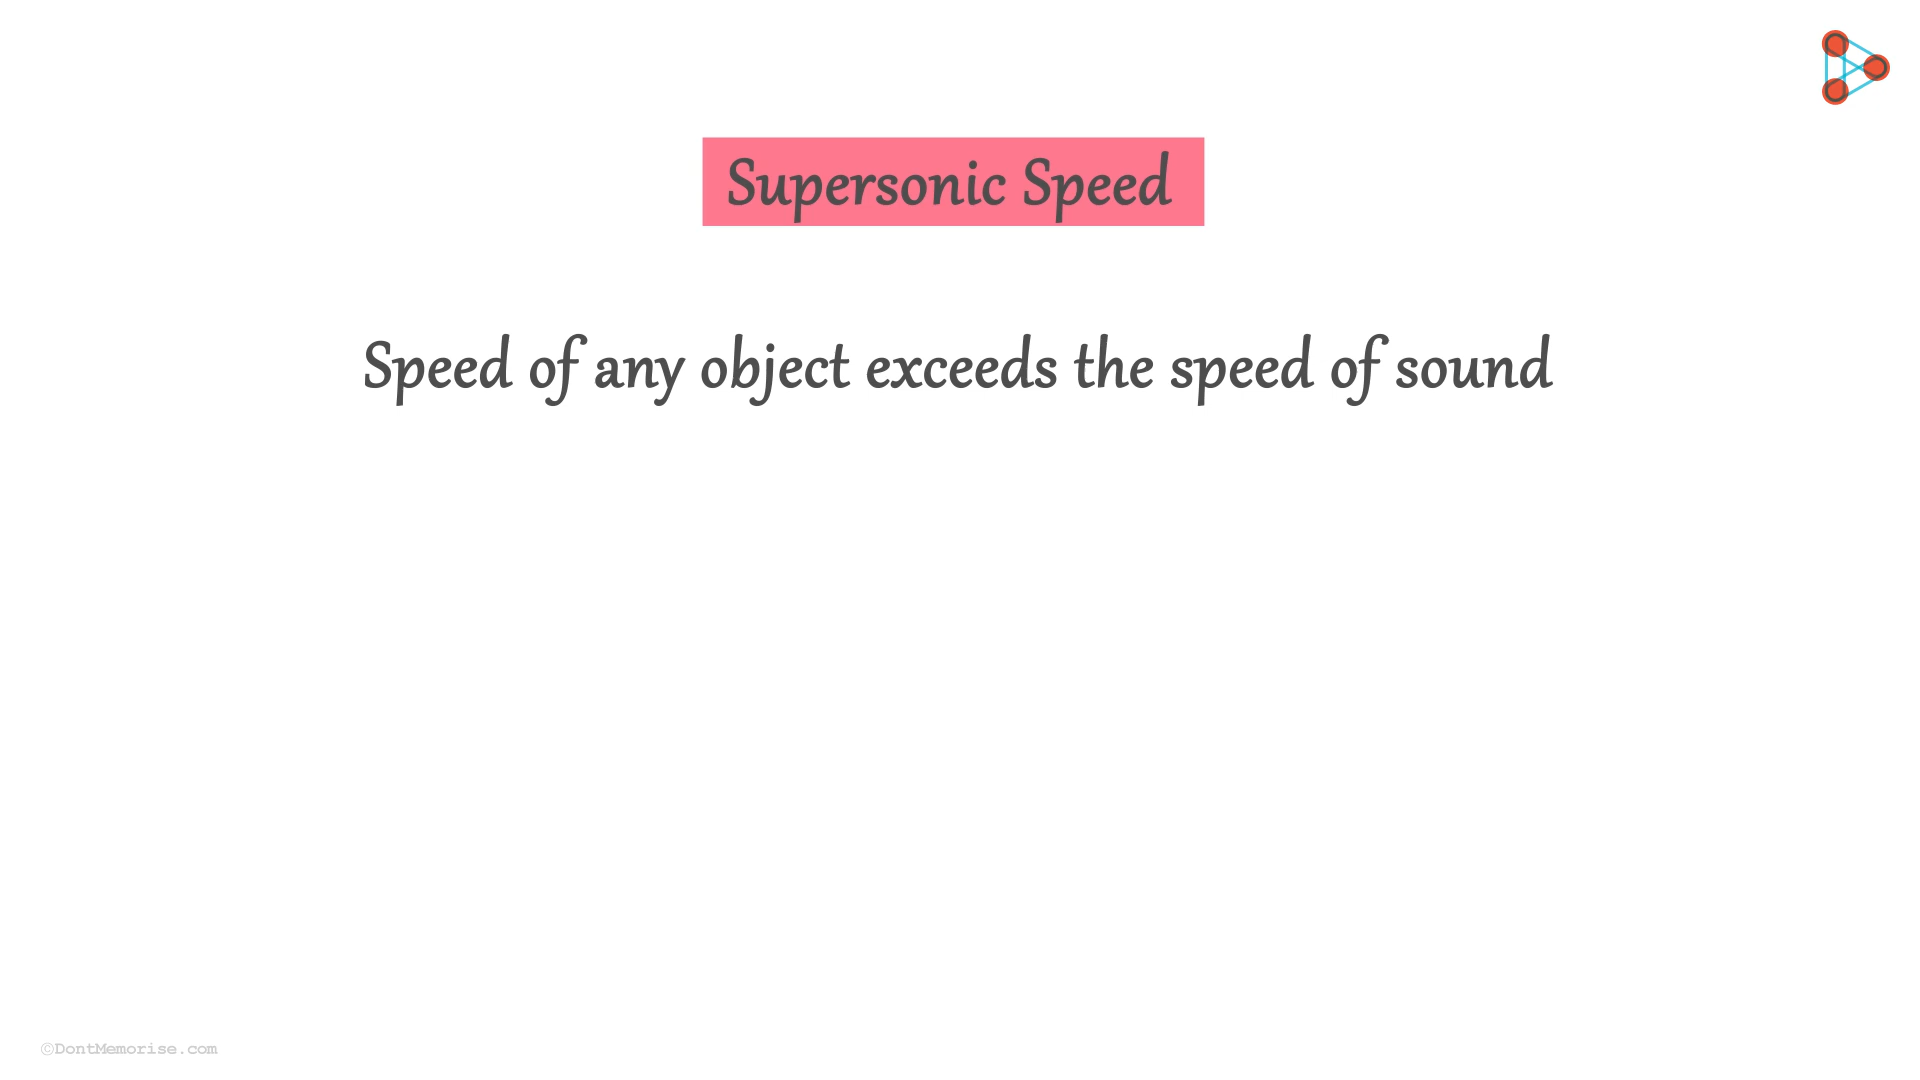 Supersonic Speed
Speed of any object exceeds the speed of sound
©DontMemorise.com